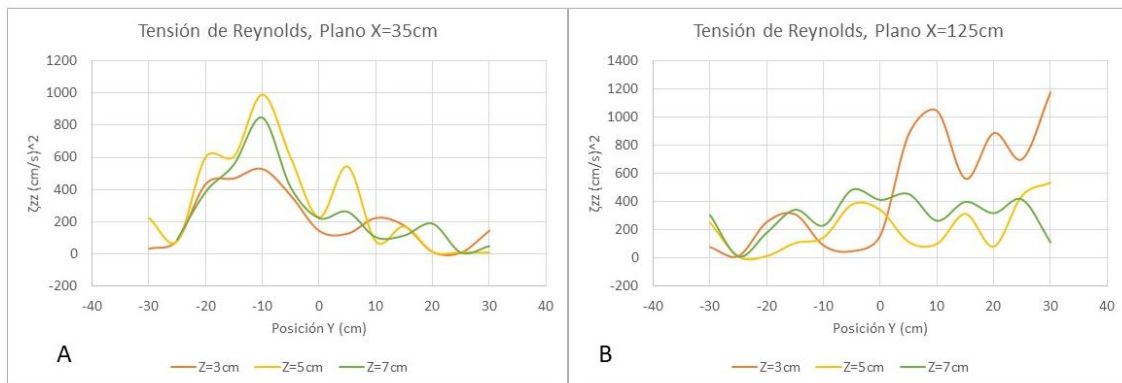 Tensión de Reynolds, Plano X=35cm
1200
1000
800
600
400
200
0
-200
ζzz (cm/s)^2
-40 -30 -20 -10 0 10 20 30 40
Posición Y (cm)
A
Z=3cm Z=5cm Z=7cm
Tensión de Reynolds, Plano X=125cm
1400
1200
1000
800
600
400
200
0
-200
ζzz (cm/s)^2
-40 -30 -20 -10 0 10 20 30 40
Posición Y (cm)
B
Z=3cm Z=5cm Z=7cm